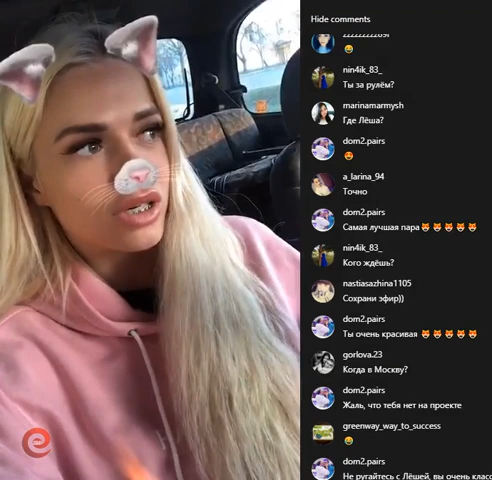 Hide comments
nin4ik_83_
Ты за рулём?
marinamarmysh
Где Лёша?
dom2.pairs
😍
a_larina_94
Точно
dom2.pairs
Самая лучшая пара😻😻😻😻😻
nin4ik_83_
Кого ждёшь?
nastiasazhina1105
Сохрани эфир))
dom2.pairs
Ты очень красивая 😻😻😻😻😻
gorlova.23
Когда в Москву?
dom2.pairs
Жаль, что тебя нет на проекте
greenway_way_to_success
😂
dom2.pairs
Не ругайтесь с Лёшей, вы очень класс